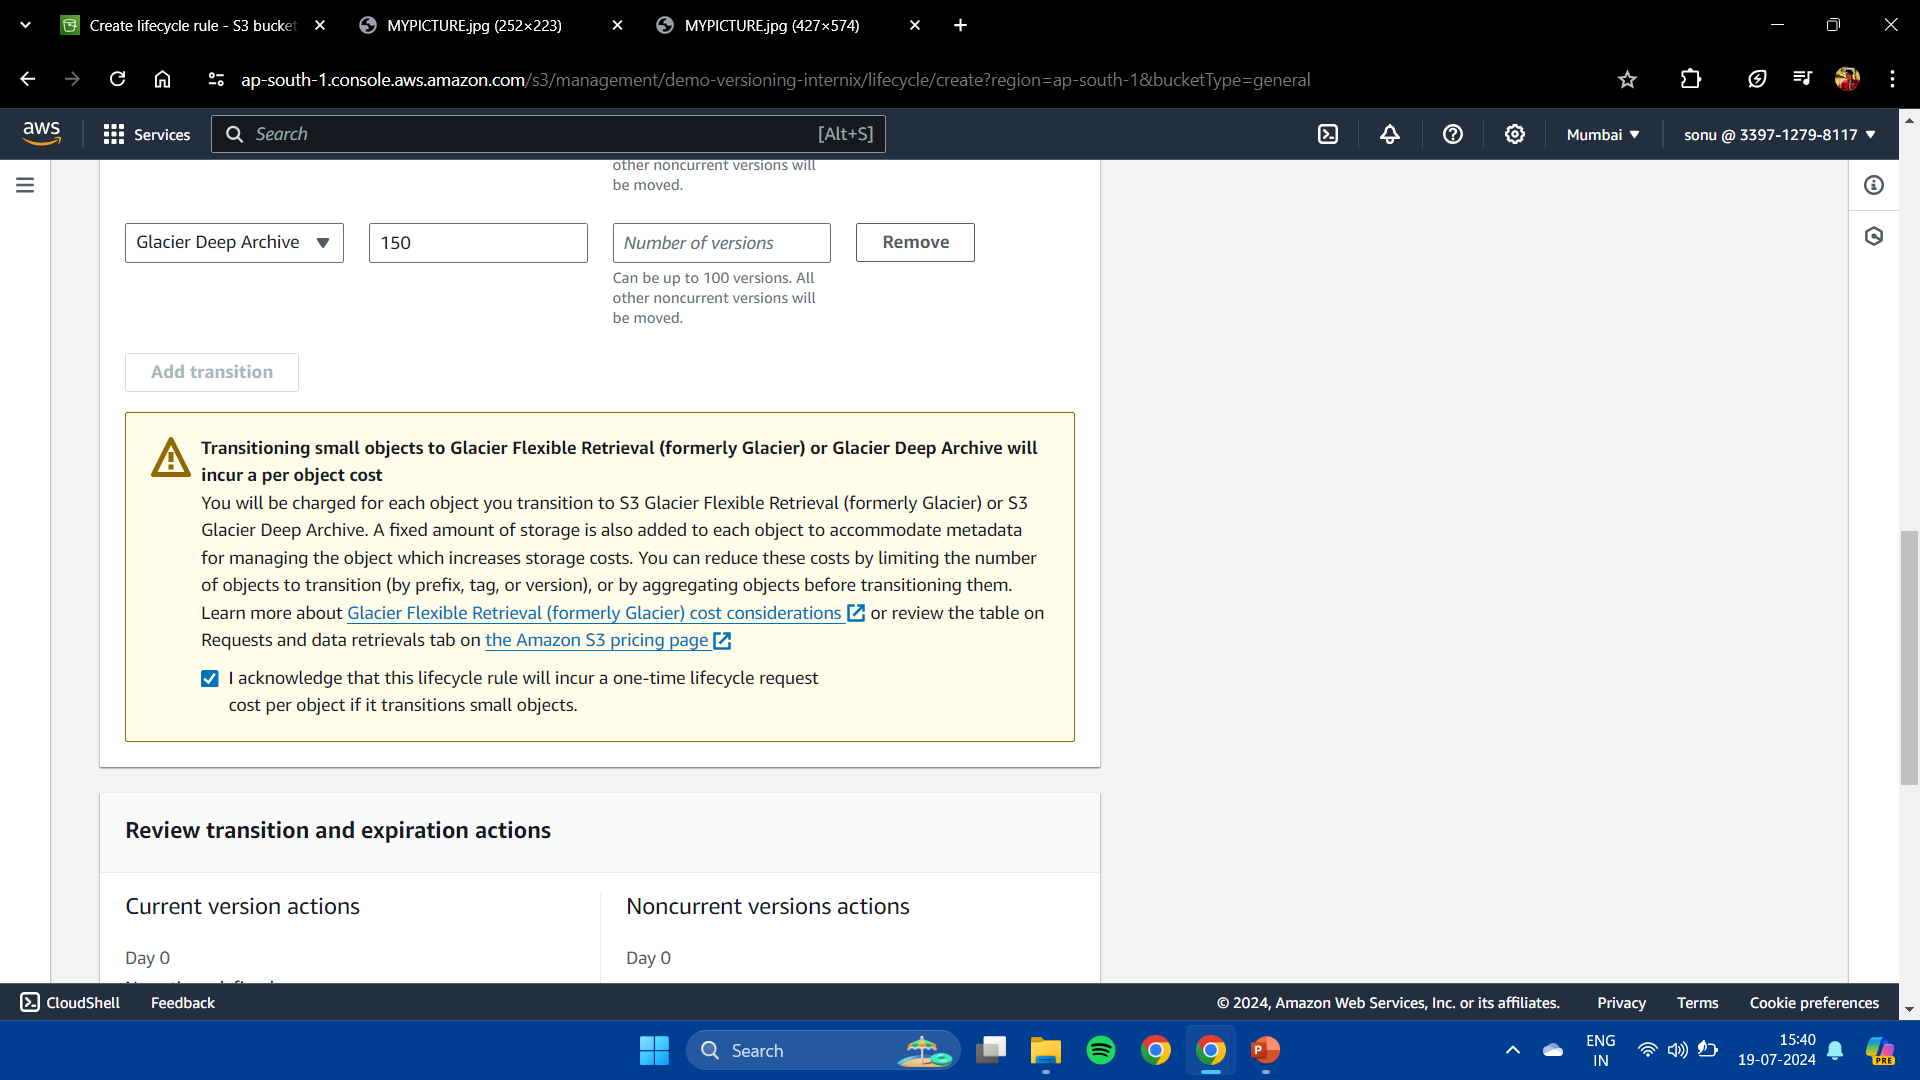 Create lifecycle rule - S3 bucket
MYPICTURE.jpg (252×223)
MYPICTURE.jpg (427×574)
ap-south-1.console.aws.amazon.com/s3/management/demo-versioning-internix/lifecycle/create?region=ap-south-1&bucketType=general
aws
Services
Search
[Alt+S]
Mumbai
sonu @ 3397-1279-8117
other noncurrent versions will
be moved.
Glacier Deep Archive
150
Number of versions
Remove
Can be up to 100 versions. All
other noncurrent versions will
be moved.
Add transition
Transitioning small objects to Glacier Flexible Retrieval (formerly Glacier) or Glacier Deep Archive will
incur a per object cost
You will be charged for each object you transition to S3 Glacier Flexible Retrieval (formerly Glacier) or S3
Glacier Deep Archive. A fixed amount of storage is also added to each object to accommodate metadata
for managing the object which increases storage costs. You can reduce these costs by limiting the number
of objects to transition (by prefix, tag, or version), or by aggregating objects before transitioning them.
Learn more about Glacier Flexible Retrieval (formerly Glacier) cost considerations or review the table on
Requests and data retrievals tab on the Amazon S3 pricing page
I acknowledge that this lifecycle rule will incur a one-time lifecycle request
cost per object if it transitions small objects.
Review transition and expiration actions
Current version actions
Noncurrent versions actions
Day 0
Day 0
CloudShell
Feedback
© 2024, Amazon Web Services, Inc. or its affiliates.
Privacy
Terms
Cookie preferences
Search
ENG
IN
15:40
19-07-2024
PRE